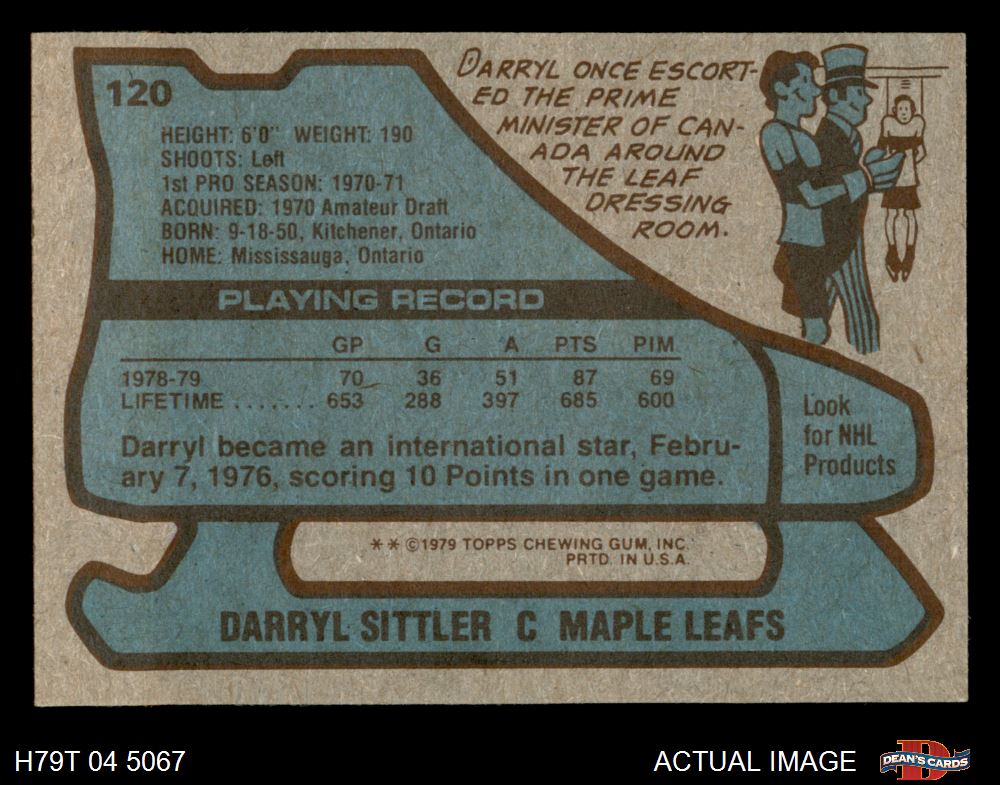 120
HEIGHT: 6'0" WEIGHT: 190
SHOOTS: Left
1st PRO SEASON: 1970-71
ACQUIRED: 1970 Amateur Draft
BORN: 9-18-50, Kitchener, Ontario
HOME: Mississauga, Ontario
DARRYL ONCE ESCORT-
ED THE PRIME
MINISTER OF CAN-
ADA AROUND
THE LEAF
DRESSING
ROOM.
PLAYING RECORD
GP G A PTS PIM
1978-79 70 36 51 87 69
LIFETIME ....... 653 288 397 685 600
Darryl became an international star, Febru-
ary 7, 1976, scoring 10 Points in one game.
Look
for NHL
Products
** ©1979 TOPPS CHEWING GUM, INC.
PRTD. IN U.S.A.
DARRYL SITTLER C MAPLE LEAFS
H79T 04 5067
ACTUAL IMAGE
DEAN'S CARDS